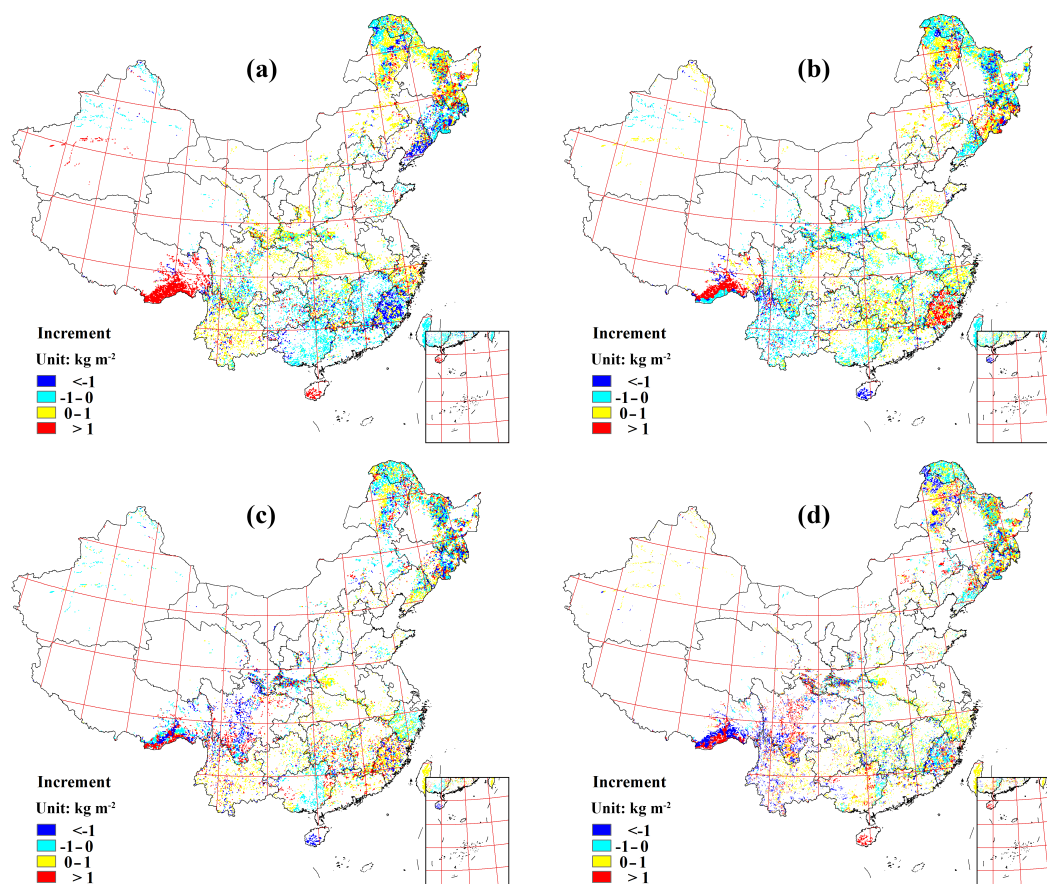 (a)
Increment
Unit: kg m⁻²
<-1
-1–0
0–1
>1
(b)
Increment
Unit: kg m⁻²
<-1
-1–0
0–1
>1
(c)
Increment
Unit: kg m⁻²
<-1
-1–0
0–1
>1
(d)
Increment
Unit: kg m⁻²
<-1
-1–0
0–1
>1